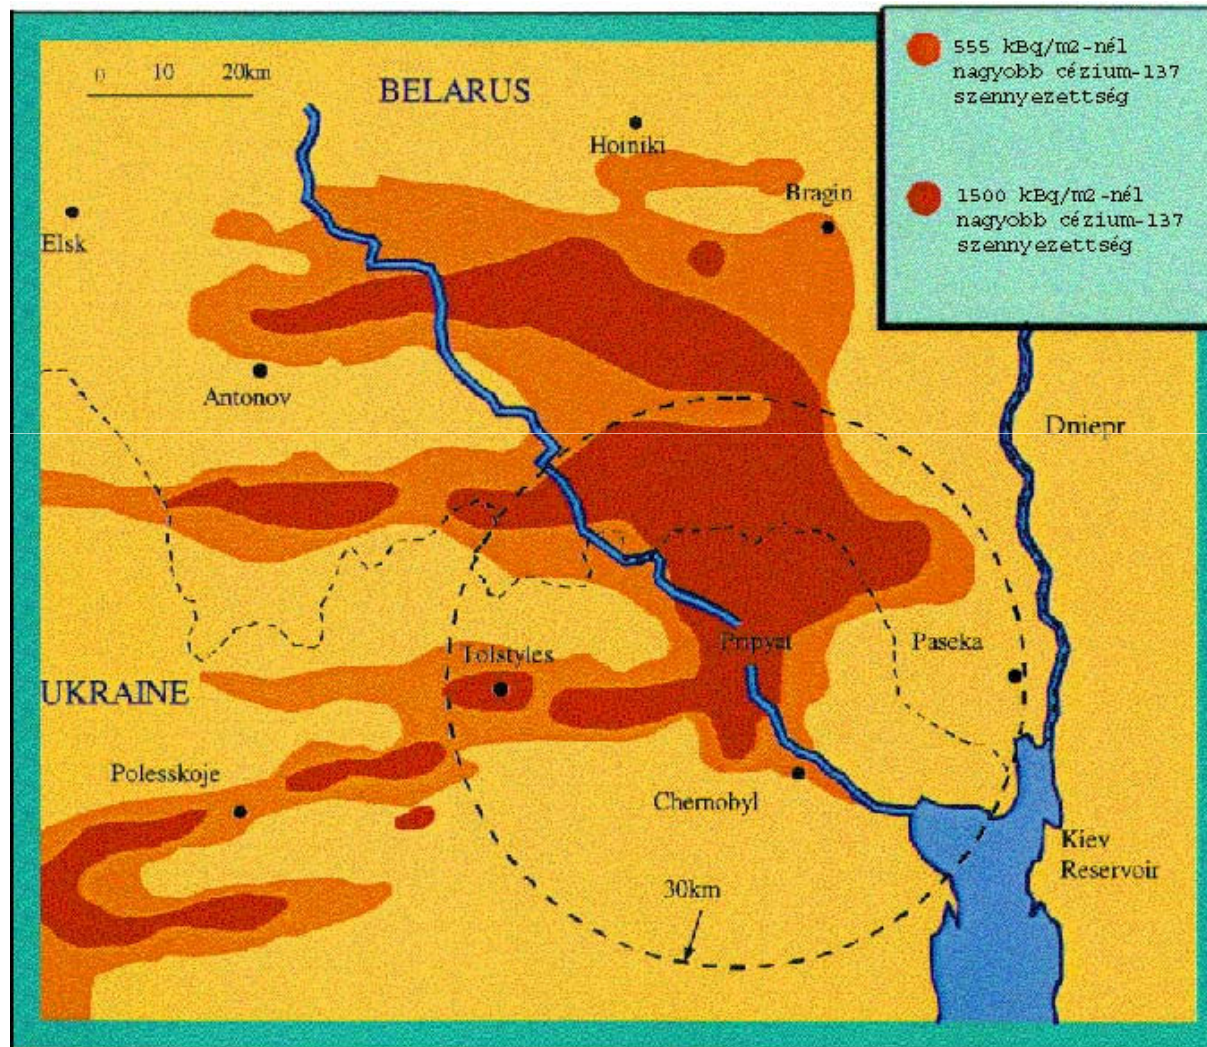 0 10 20km
BELARUS
555 kBq/m2-nél
nagyobb cézium-137
szennyezettség
1500 kBq/m2-nél
nagyobb cézium-137
szennyezettség
Hoiniki
Bragin
Elsk
Antonov
Dniepr
Pripyat
Paseka
Tolstyles
UKRAINE
Polesskoje
Chernobyl
Kiev
Reservoir
30km